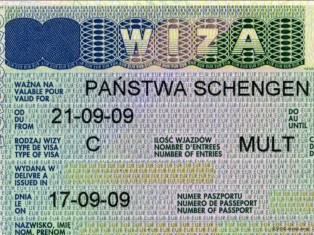 WIZA
WAŻNA NA
VALABLE POUR
VALID FOR
PAŃSTWA SCHENGEN
OD
DU
FROM
21-09-09
DO
AU
UNTIL
RODZAJ WIZY
TYPE DE VISA
TYPE OF VISA
C
ILOŚĆ WJAZDÓW
NOMBRE D'ENTREES
NUMBER OF ENTRIES
MULT
WYDANA W
DELIVRE A
ISSUED IN
DNIA
LE
ON
17-09-09
NUMER PASZPORTU
NUMERO DE PASSEPORT
NUMBER OF PASSPORT
NAZWISKO, IMIĘ
NOM, PRENOM